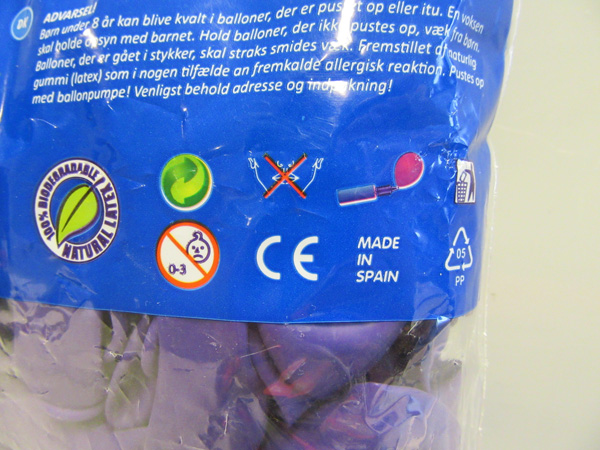 DK
ADVARSEL!
Børn under 8 år kan blive kvalt i balloner, der er pustet op eller itu. En voksen
skal holde opsyn med barnet. Hold balloner, der ikke pustes op, væk fra børn.
Balloner, der er gået i stykker, skal straks smides væk. Fremstillet af naturlig
gummi (latex) som i nogen tilfælde an fremkalde allergisk reaktion. Pustes op
med ballonpumpe! Venligst behold adresse og indpakning!
100% BIODEGRADABLE
NATURAL LATEX
0-3
CE
MADE
IN
SPAIN
05
PP